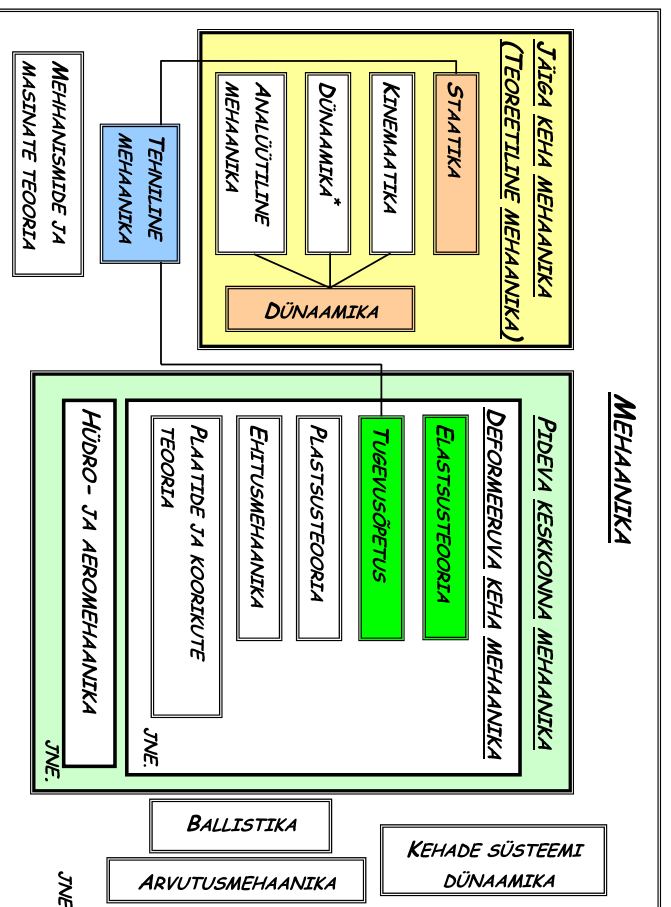 MEHAANIKA
JÄIGA KEHA MEHAANIKA
(TEOREETILINE MEHAANIKA)
STAATIKA
KINEMAATIKA
DÜNAAMIKA*
ANALÜÜTILINE
MEHAANIKA
DÜNAAMIKA
TEHNILINE
MEHAANIKA
MEHHANISMIDE JA
MASINATE TEOORIA
PIDEVA KESKKONNA MEHAANIKA
DEFORMEERUVA KEHA MEHAANIKA
ELASTSUSTEOORIA
TUGEVUSÕPETUS
PLASTSUSTEOORIA
EHITUSMEHAANIKA
PLAATIDE JA KOORIKUTE
TEOORIA
JNE.
HÜDRO- JA AEROMEHAANIKA
JNE.
KEHADE SÜSTEEMI
DÜNAAMIKA
BALLISTIKA
ARVUTUSMEHAANIKA
JNE